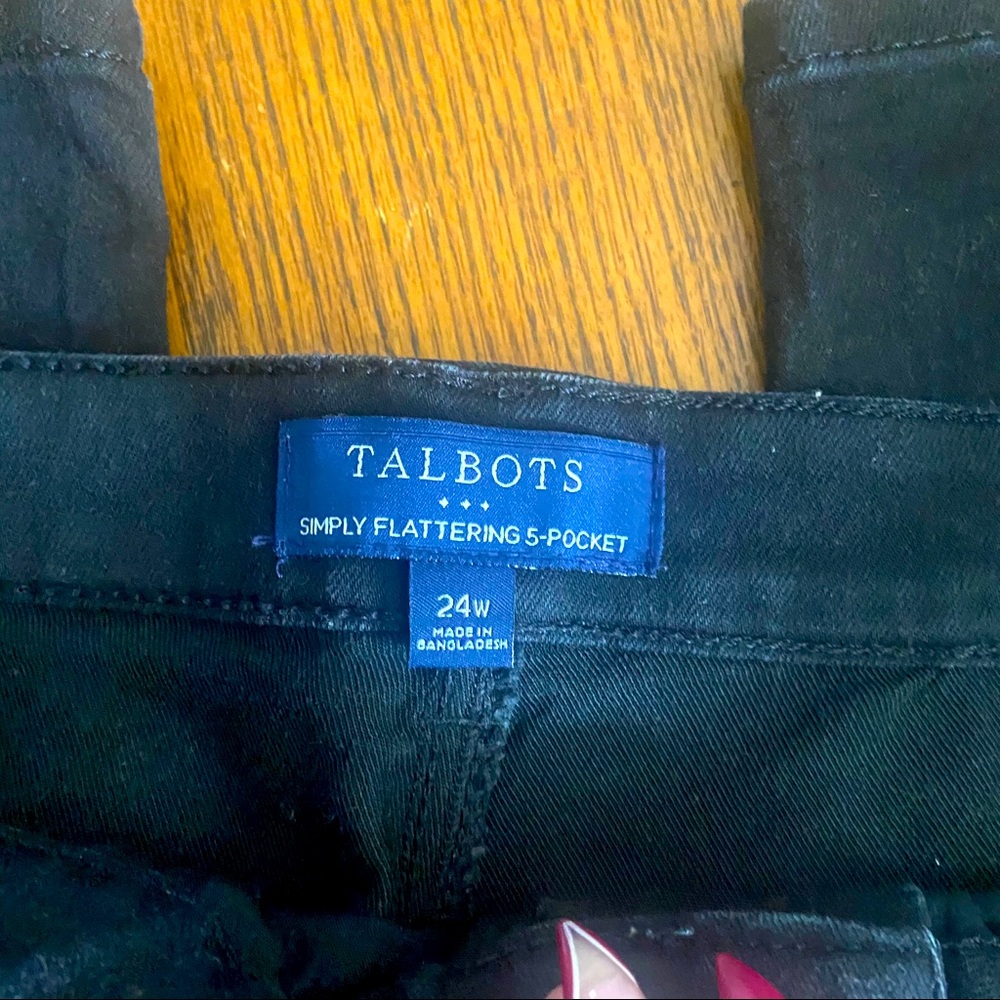 TALBOTS
SIMPLY FLATTERING 5-POCKET
24W
MADE IN
BANGLADESH